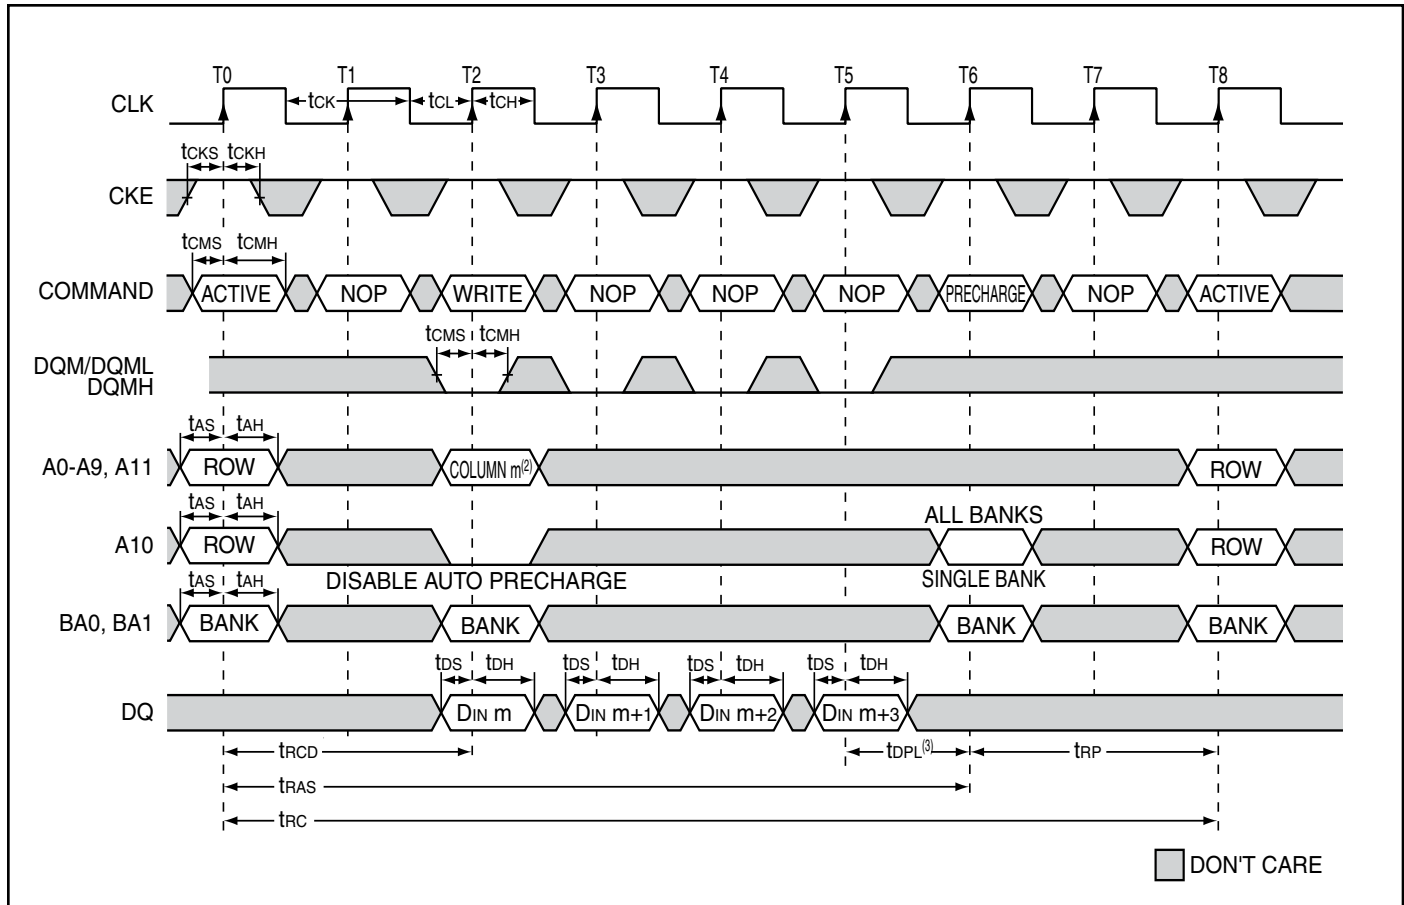 T0 T1 T2 T3 T4 T5 T6 T7 T8
CLK tCK tCL tCH
tCKS tCKH
CKE
tCMS tCMH
COMMAND ACTIVE NOP WRITE NOP NOP NOP PRECHARGE NOP ACTIVE
tCMS tCMH
DQM/DQML
DQMH
tAS tAH
A0-A9, A11 ROW COLUMN m(2) ROW
tAS tAH
ALL BANKS
A10 ROW ROW
DISABLE AUTO PRECHARGE SINGLE BANK
tAS tAH
BA0, BA1 BANK BANK BANK BANK
tDS tDH tDS tDH tDS tDH tDS tDH
DQ DIN m DIN m+1 DIN m+2 DIN m+3
tRCD tDPL(3) tRP
tRAS
tRC
DON'T CARE